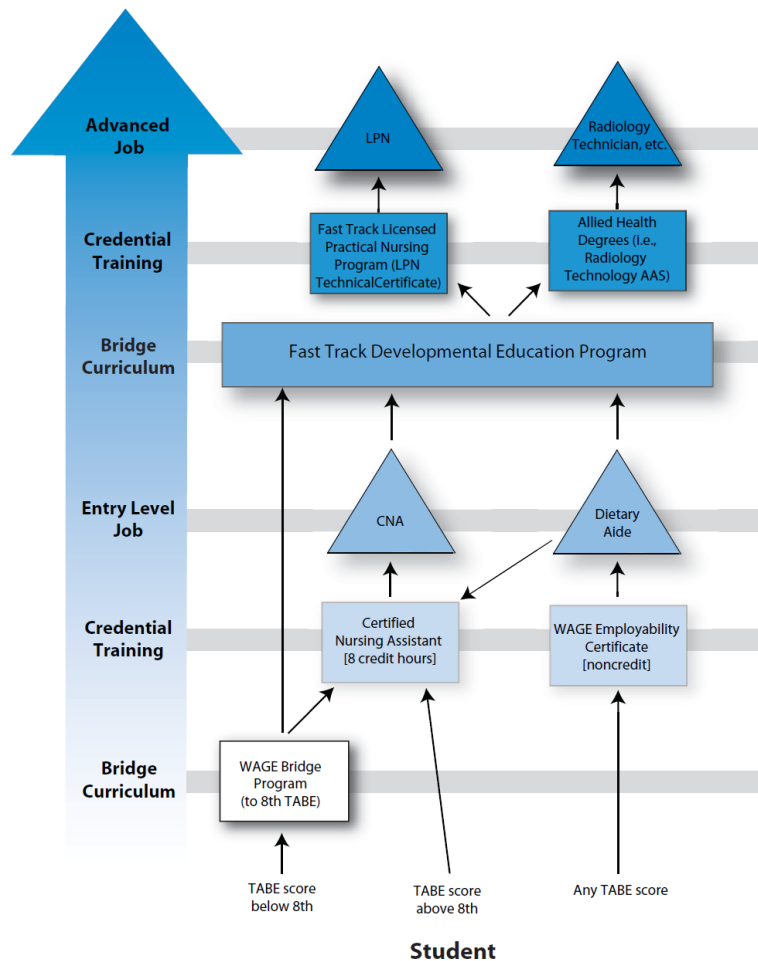 Advanced
Job
LPN
Radiology
Technician, etc.
Credential
Training
Fast Track Licensed
Practical Nursing
Program (LPN
TechnicalCertificate)
Allied Health
Degrees (i.e.,
Radiology
Technology AAS)
Bridge
Curriculum
Fast Track Developmental Education Program
Entry Level
Job
CNA
Dietary
Aide
Credential
Training
Certified
Nursing Assistant
[8 credit hours]
WAGE Employability
Certificate
[noncredit]
Bridge
Curriculum
WAGE Bridge
Program
(to 8th TABE)
TABE score
below 8th
TABE score
above 8th
Any TABE score
Student